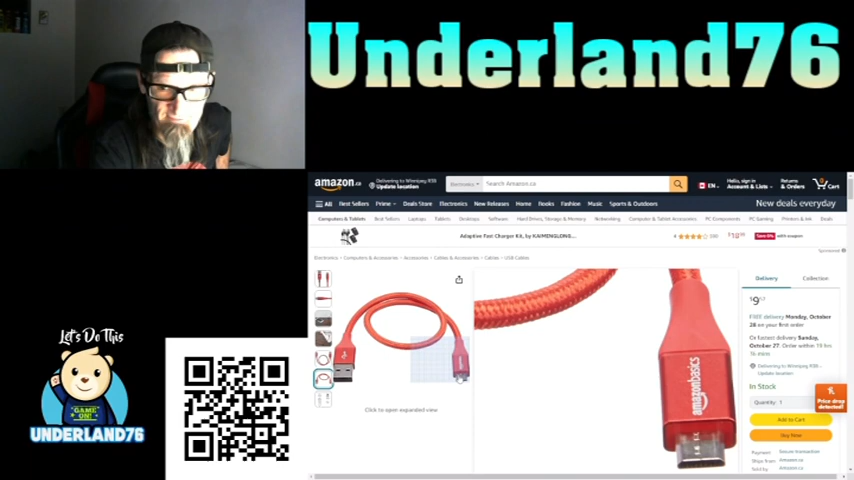 Underland76
amazon.ca
Delivering to Winnipeg R3B
Update location
Electronics
Search Amazon.ca
EN
Hello, sign in
Account & Lists
Returns
& Orders
0
Cart
All
Best Sellers
Prime
Deals Store
Electronics
New Releases
Home
Books
Fashion
Music
Sports & Outdoors
New deals everyday
Computers & Tablets
Best Sellers
Laptops
Tablets
Desktops
Software
Hard Drives, Storage & Memory
Networking
Computer & Tablet Accessories
PC Components
PC Gaming
Printers & Ink
Deals
Adaptive Fast Charger Kit, by KAIMENGLONG...
Sponsored
Electronics › Computers & Accessories › Accessories › Cables & Accessories › Cables › USB Cables
Click to open expanded view
amazonbasics
Delivery
Collection
FREE delivery Monday, October
28 on your first order
Or fastest delivery Sunday,
October 27. Order within 19 hrs
16 mins
Delivering to Winnipeg R3B
Update location
In Stock
Quantity: 1
Price drop
detected!
Add to Cart
Buy Now
Payment
Secure transaction
Ships from
Amazon.ca
Sold by
Amazon.ca
Let's Do This
GAME
ON!
UNDERLAND76